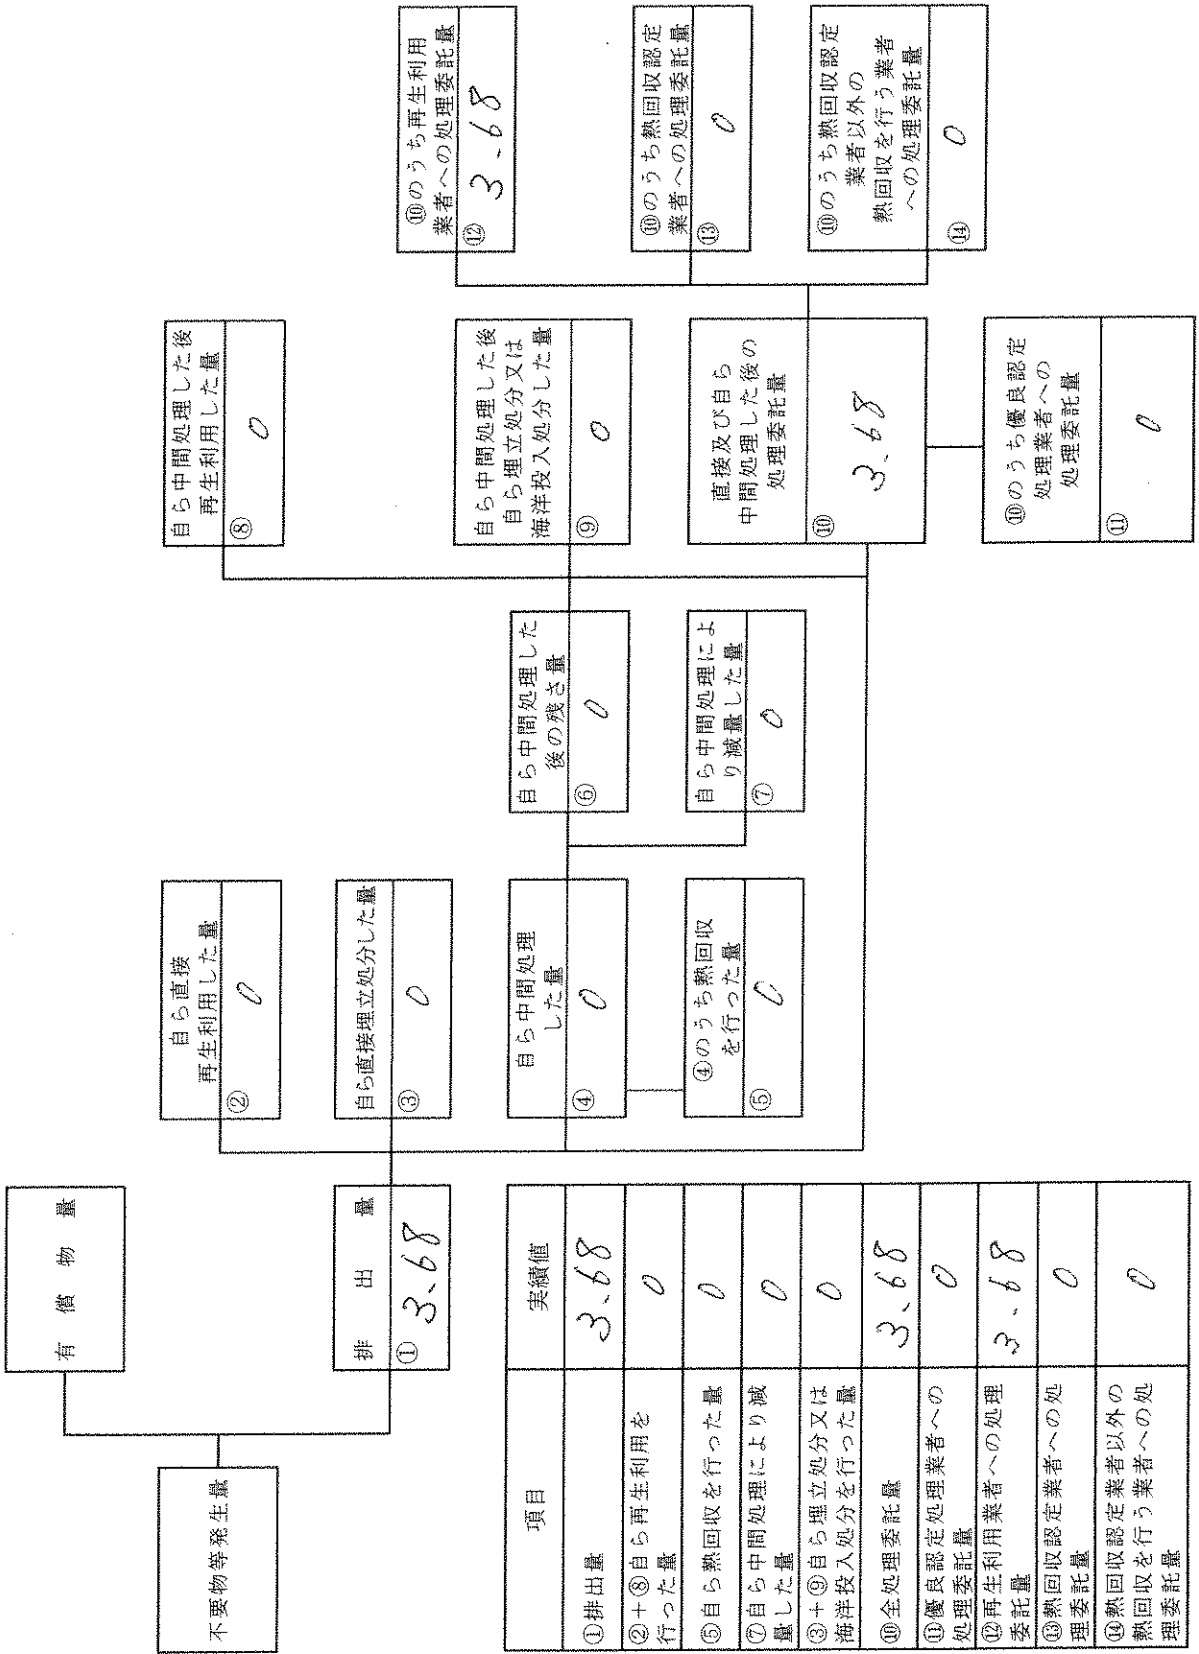 有償物量
不要物等発生量
排出量
① 3.68
自ら直接
再生利用した量
② 0
自ら直接埋立処分した量
③ 0
自ら中間処理
した量
④ 0
④のうち熱回収
を行った量
⑤ 0
自ら中間処理した
後の残さ量
⑥ 0
自ら中間処理によ
り減量した量
⑦ 0
自ら中間処理した後
再生利用した量
⑧ 0
自ら中間処理した後
自ら埋立処分又は
海洋投入処分した量
⑨ 0
直接及び自ら
中間処理した後の
処理委託量
⑩ 3.68
⑩のうち優良認定
処理業者への
処理委託量
⑪ 0
⑩のうち再生利用
業者への処理委託量
⑫ 3.68
⑩のうち熱回収認定
業者への処理委託量
⑬ 0
⑩のうち熱回収認定
業者以外の
熱回収を行う業者
への処理委託量
⑭ 0
項目 実績値
①排出量 3.68
②+⑧自ら再生利用を
行った量 0
⑤自ら熱回収を行った量 0
⑦自ら中間処理により減
量した量 0
③+⑨自ら埋立処分又は
海洋投入処分を行った量 0
⑩全処理委託量 3.68
⑪優良認定処理業者への
処理委託量 0
⑫再生利用業者への処理
委託量 3.68
⑬熱回収認定業者への処
理委託量 0
⑭熱回収認定業者以外の
熱回収を行う業者への処
理委託量 0